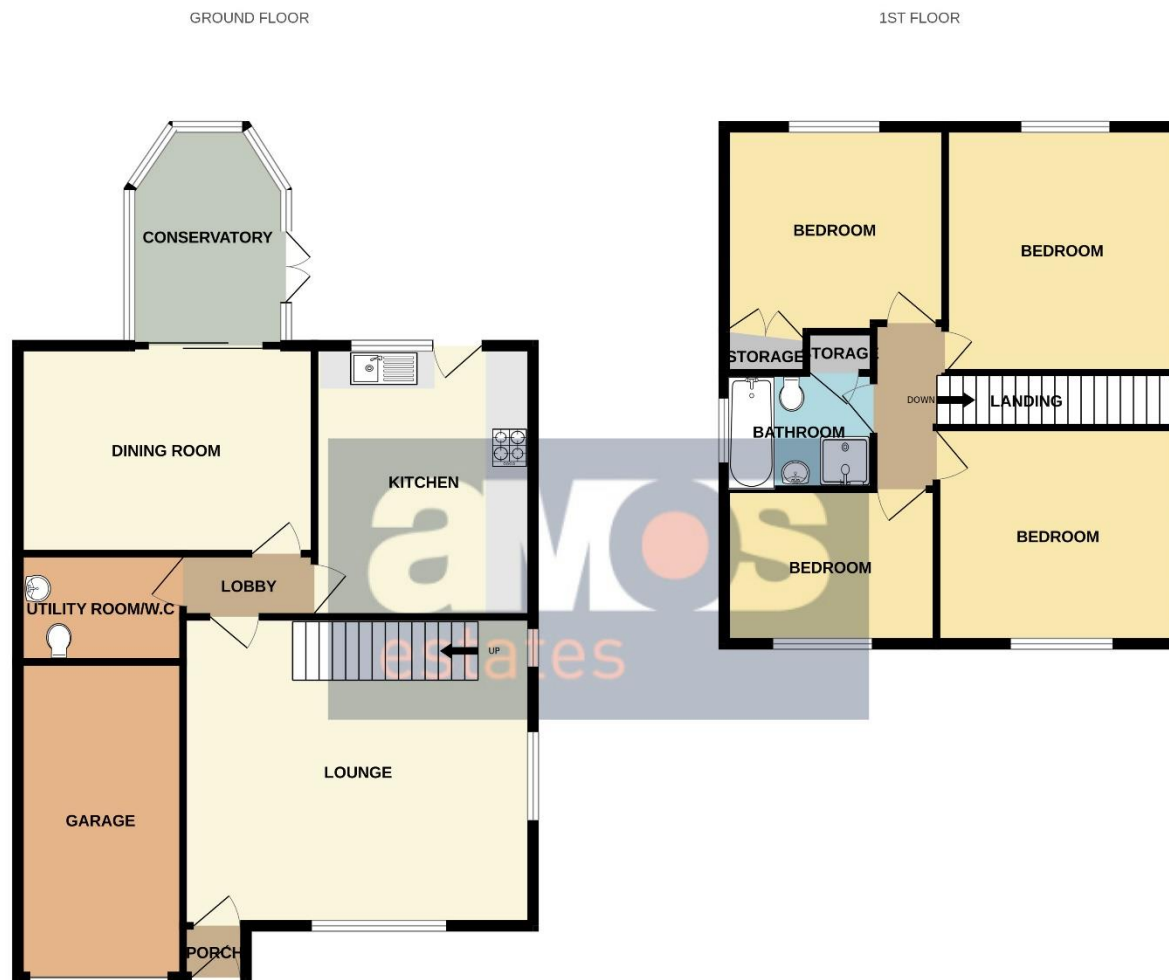 GROUND FLOOR
1ST FLOOR
CONSERVATORY
DINING ROOM
KITCHEN
LOBBY
UTILITY ROOM/W.C
UP
LOUNGE
GARAGE
PORCH
BEDROOM
BEDROOM
STORAGE
STORAGE
DOWN
LANDING
BATHROOM
BEDROOM
BEDROOM
amos
estates